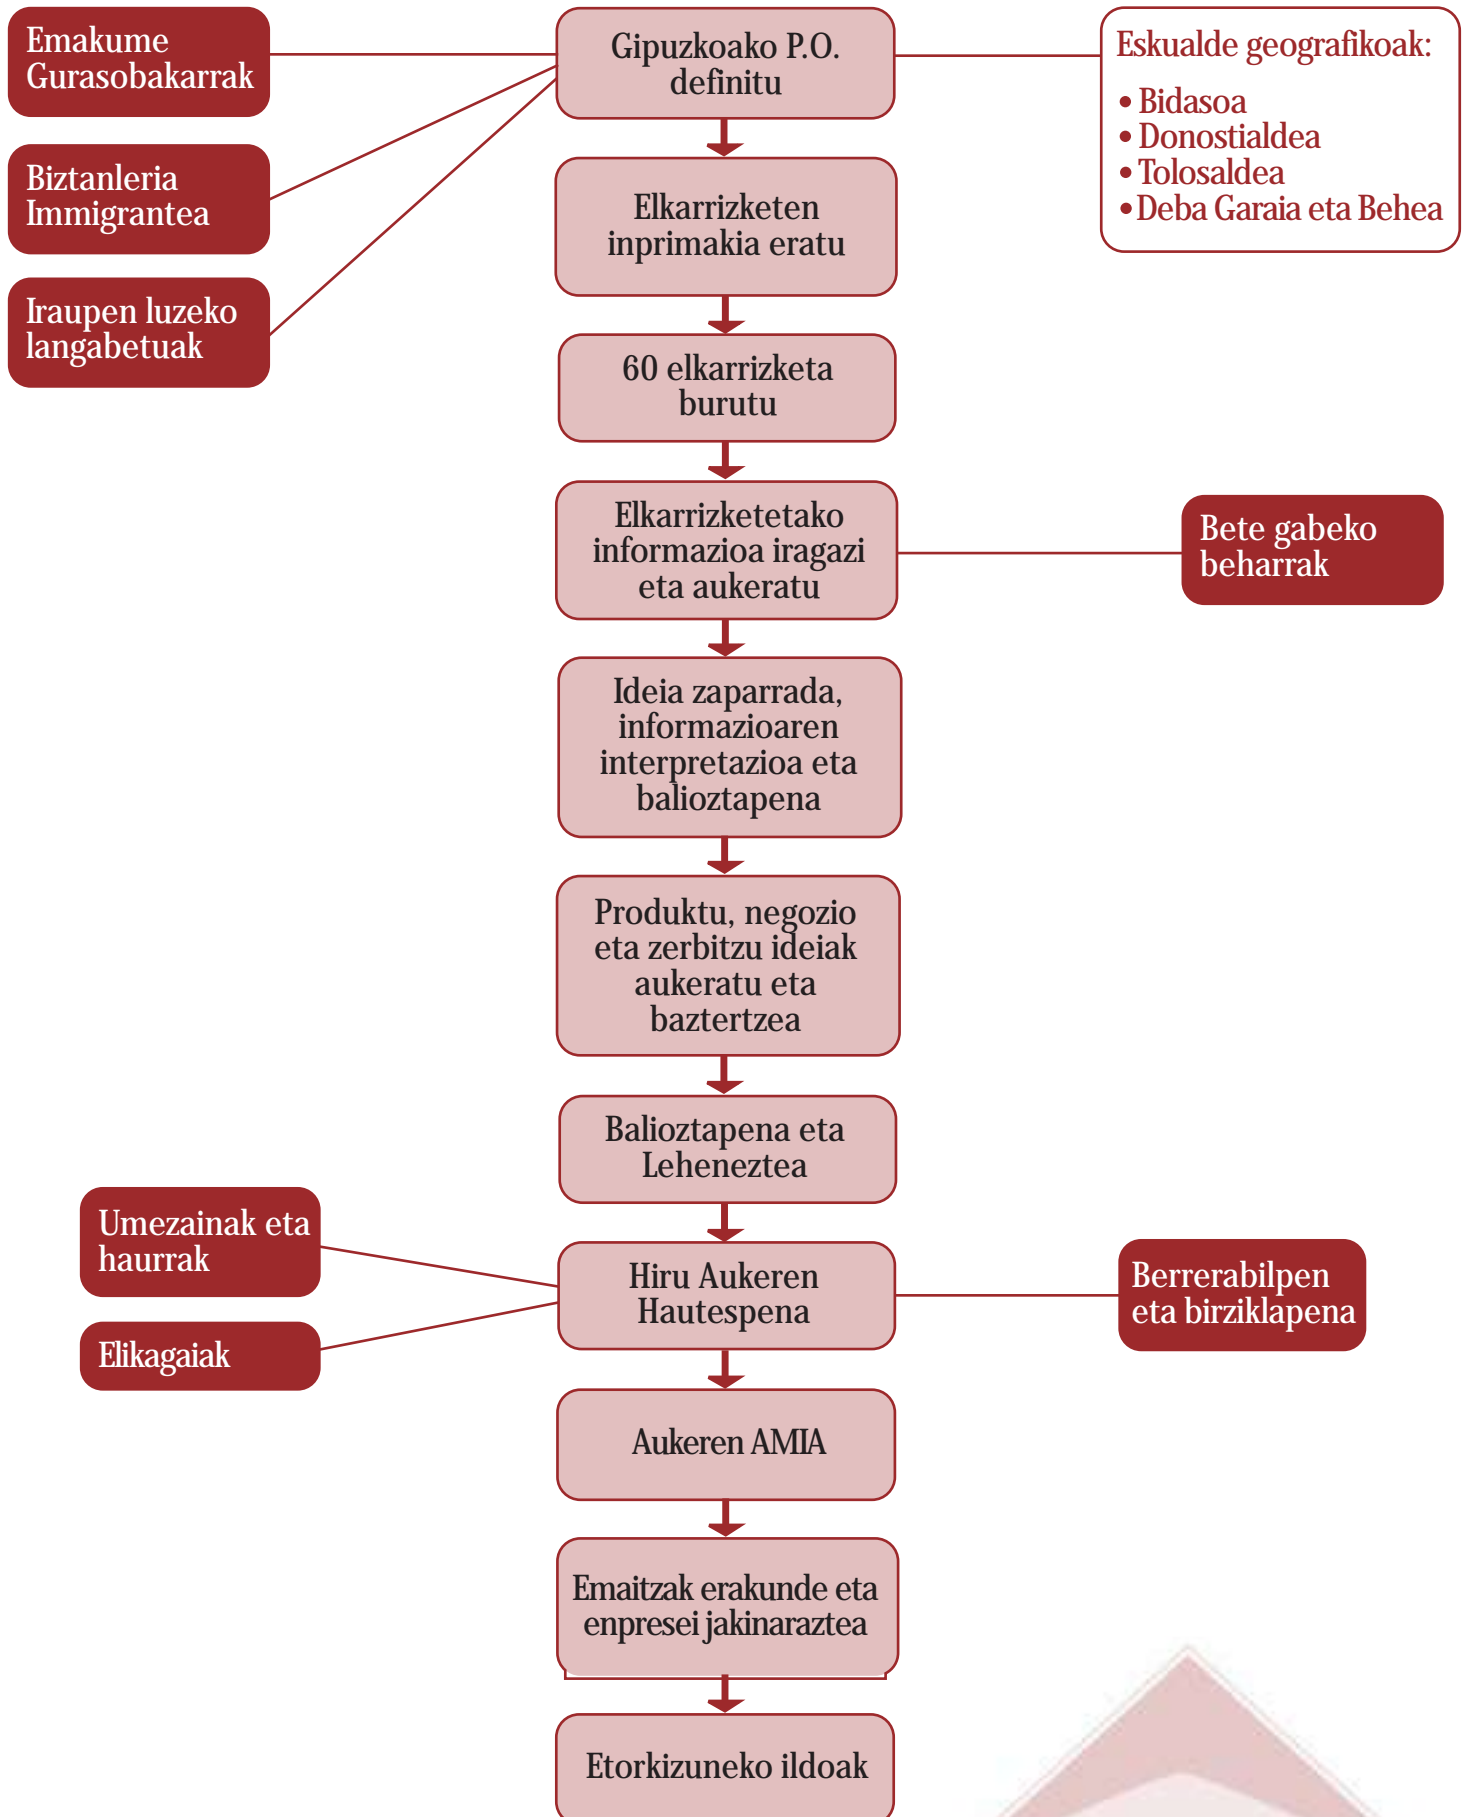 Emakume
Gurasobakarrak
Gipuzkoako P.O.
definitu
Eskualde geografikoak:
• Bidasoa
• Donostialdea
• Tolosaldea
• Deba Garaia eta Behea
Biztanleria
Immigrantea
Elkarrizketen
inprimakia eratu
Iraupen luzeko
langabetuak
60 elkarrizketa
burutu
Elkarrizketetako
informazioa iragazi
eta aukeratu
Bete gabeko
beharrak
Ideia zaparrada,
informazioaren
interpretazioa eta
balioztapena
Produktu, negozio
eta zerbitzu ideiak
aukeratu eta
baztertzea
Balioztapena eta
Leheneztea
Umezainak eta
haurrak
Hiru Aukeren
Hautespena
Berrerabilpen
eta birziklapena
Elikagaiak
Aukeren AMIA
Emaitzak erakunde eta
enpresei jakinaraztea
Etorkizuneko ildoak